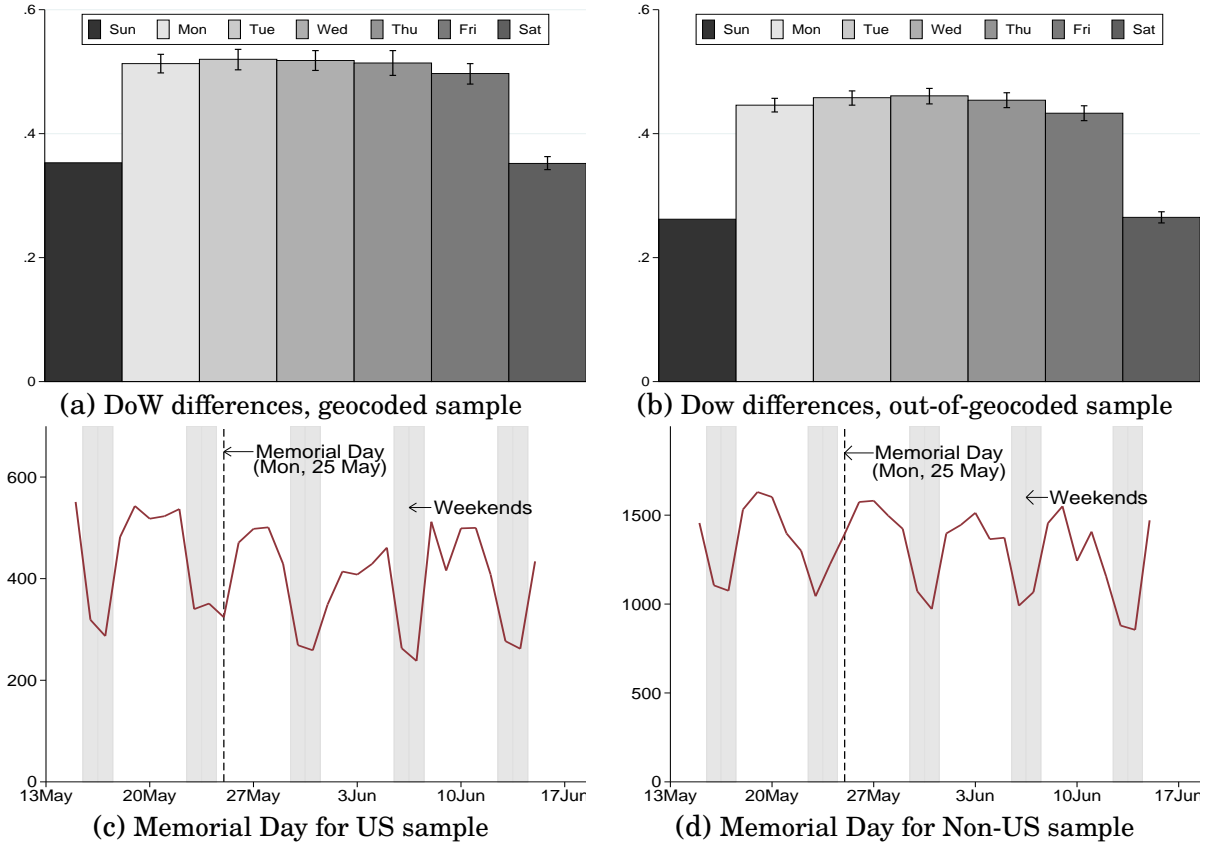 .6
.4
.2
0
Sun Mon Tue Wed Thu Fri Sat
(a) DoW differences, geocoded sample
.6
.4
.2
0
Sun Mon Tue Wed Thu Fri Sat
(b) Dow differences, out-of-geocoded sample
600
400
200
0
Memorial Day
(Mon, 25 May)
Weekends
13May 20May 27May 3Jun 10Jun 17Jun
(c) Memorial Day for US sample
1500
1000
500
0
Memorial Day
(Mon, 25 May)
Weekends
13May 20May 27May 3Jun 10Jun 17Jun
(d) Memorial Day for Non-US sample